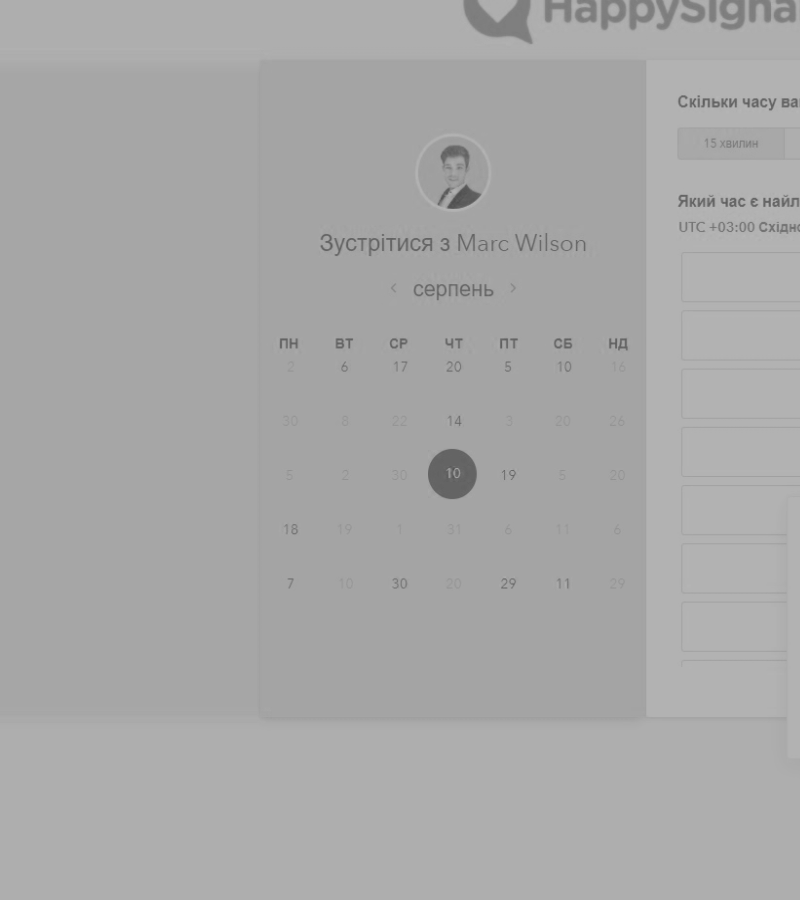 HappySigna
Зустрітися з Marc Wilson
‹ серпень ›
ПН ВТ СР ЧТ ПТ СБ НД
2 6 17 20 5 10 16
30 8 22 14 3 20 26
5 2 30 10 19 5 20
18 19 1 31 6 11 6
7 10 30 20 29 11 29
Скільки часу ва
15 хвилин
Який час є найл
UTC +03:00 Східно